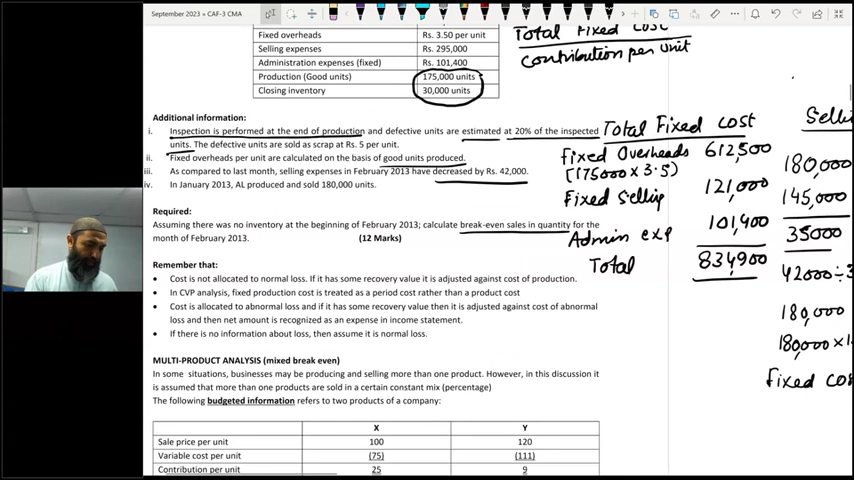 September 2023 » CAF-3 CMA
Fixed overheads Rs. 3.50 per unit
Selling expenses Rs. 295,000
Administration expenses (fixed) Rs. 101,400
Production (Good units) 175,000 units
Closing inventory 30,000 units
Total Fixed Cost
Contribution per unit
Additional information:
i. Inspection is performed at the end of production and defective units are estimated at 20% of the inspected
units. The defective units are sold as scrap at Rs. 5 per unit.
ii. Fixed overheads per unit are calculated on the basis of good units produced.
iii. As compared to last month, selling expenses in February 2013 have decreased by Rs. 42,000.
iv. In January 2013, AL produced and sold 180,000 units.
Required:
Assuming there was no inventory at the beginning of February 2013; calculate break-even sales in quantity for the
month of February 2013. (12 Marks)
Remember that:
• Cost is not allocated to normal loss. If it has some recovery value it is adjusted against cost of production.
• In CVP analysis, fixed production cost is treated as a period cost rather than a product cost
• Cost is allocated to abnormal loss and if it has some recovery value then it is adjusted against cost of abnormal
loss and then net amount is recognized as an expense in income statement.
• If there is no information about loss, then assume it is normal loss.
MULTI-PRODUCT ANALYSIS (mixed break even)
In some situations, businesses may be producing and selling more than one product. However, in this discussion it
is assumed that more than one products are sold in a certain constant mix (percentage)
The following budgeted information refers to two products of a company:
X Y
Sale price per unit 100 120
Variable cost per unit (75) (111)
Contribution per unit 25 9
Total Fixed Cost
Fixed Overheads 612,500
(175000 x 3.5)
Fixed Selling 121,000
Admin exp 101,400
Total 834,900
Selli
180,000
145,000
35000
42000÷3
180,000
180,000 x 1.
Fixed cos